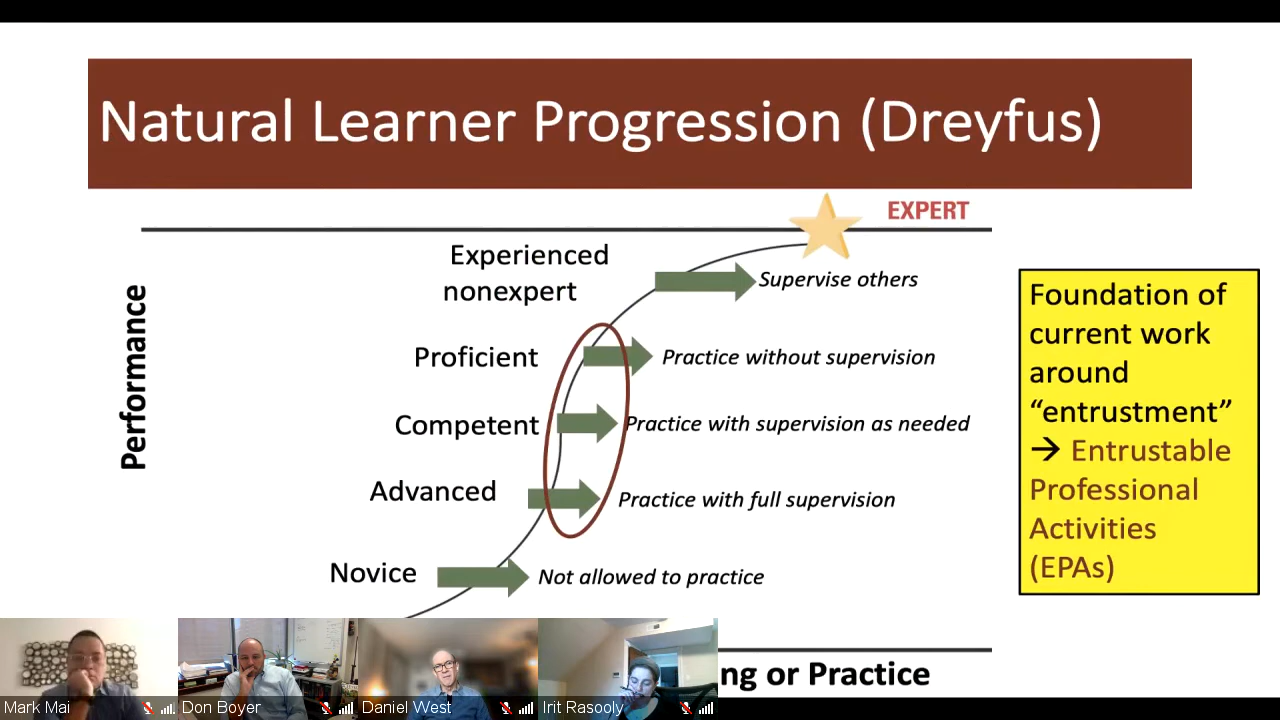 Natural Learner Progression (Dreyfus)
EXPERT
Experienced
nonexpert
Supervise others
Proficient
Practice without supervision
Competent
Practice with supervision as needed
Advanced
Practice with full supervision
Novice
Not allowed to practice
Performance
ng or Practice
Foundation of
current work
around
“entrustment”
→ Entrustable
Professional
Activities
(EPAs)
Mark Mai
Don Boyer
Daniel West
Irit Rasooly